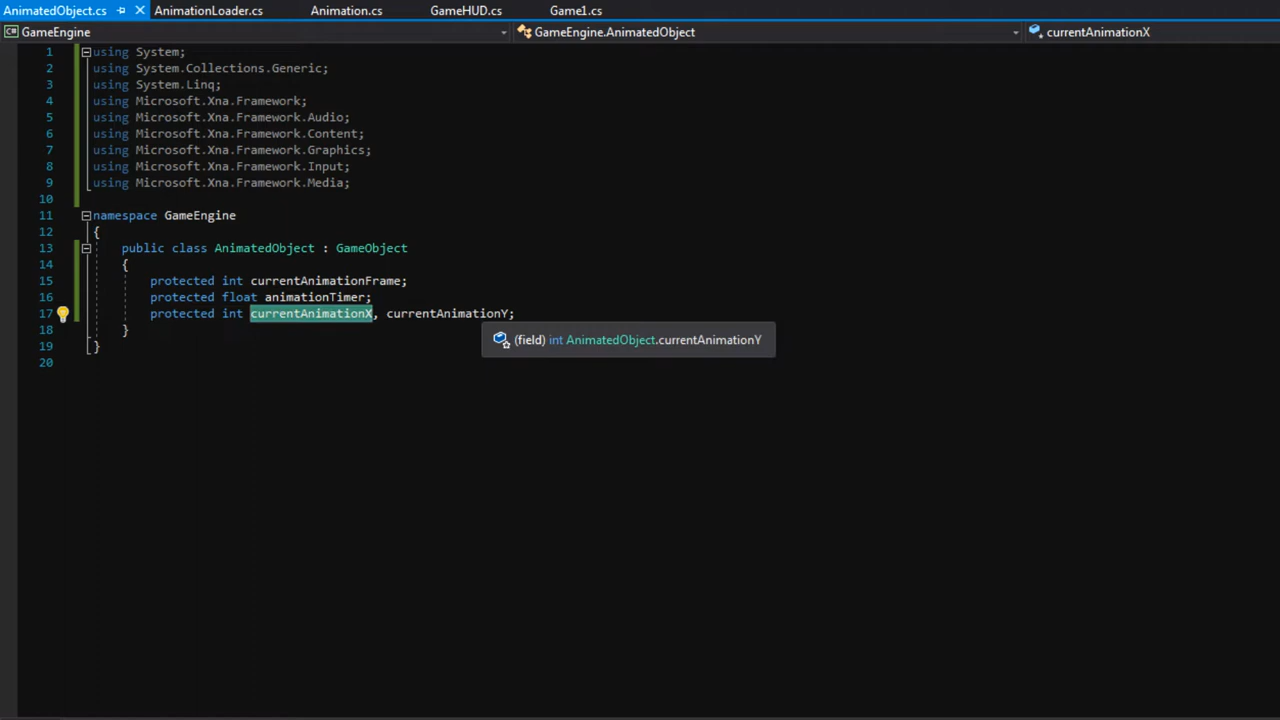 AnimatedObject.cs AnimationLoader.cs Animation.cs GameHUD.cs Game1.cs
GameEngine GameEngine.AnimatedObject currentAnimationX
1 using System;
2 using System.Collections.Generic;
3 using System.Linq;
4 using Microsoft.Xna.Framework;
5 using Microsoft.Xna.Framework.Audio;
6 using Microsoft.Xna.Framework.Content;
7 using Microsoft.Xna.Framework.Graphics;
8 using Microsoft.Xna.Framework.Input;
9 using Microsoft.Xna.Framework.Media;
10
11 namespace GameEngine
12 {
13 public class AnimatedObject : GameObject
14 {
15 protected int currentAnimationFrame;
16 protected float animationTimer;
17 protected int currentAnimationX, currentAnimationY;
18 }
(field) int AnimatedObject.currentAnimationY
19 }
20